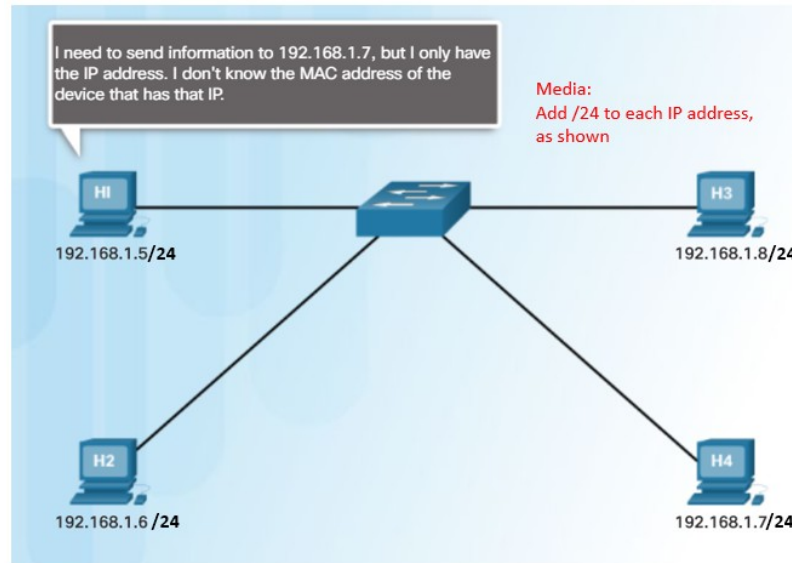 I need to send information to 192.168.1.7, but I only have
the IP address. I don't know the MAC address of the
device that has that IP.
Media:
Add /24 to each IP address,
as shown
H1
H3
192.168.1.5/24
192.168.1.8/24
H2
H4
192.168.1.6 /24
192.168.1.7/24